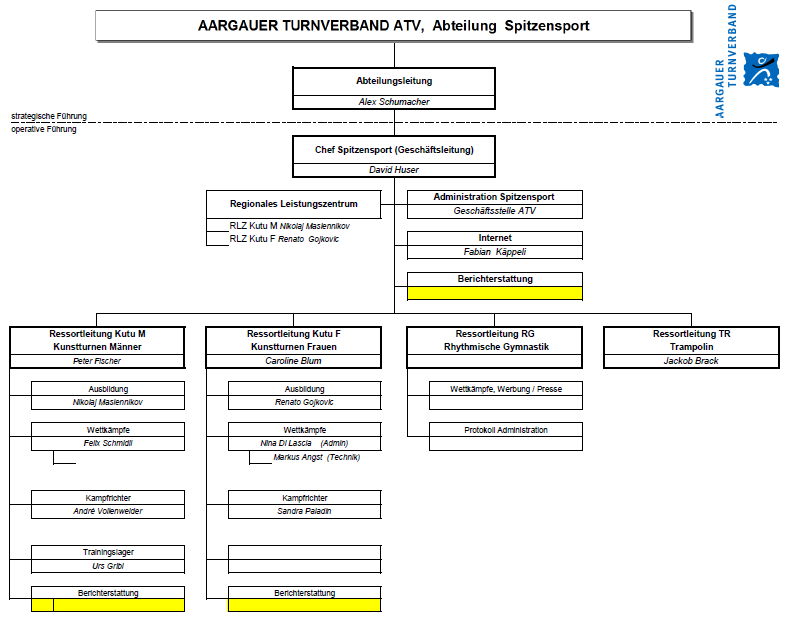 AARGAUER TURNVERBAND ATV, Abteilung Spitzensport
AARGAUER
TURNVERBAND
Abteilungsleitung
Alex Schumacher
strategische Führung
operative Führung
Chef Spitzensport (Geschäftsleitung)
David Huser
Regionales Leistungszentrum
RLZ Kutu M Nikolaj Maslennikov
RLZ Kutu F Renato Gojkovic
Administration Spitzensport
Geschäftsstelle ATV
Internet
Fabian Käppeli
Berichterstattung
Ressortleitung Kutu M
Kunstturnen Männer
Peter Fischer
Ausbildung
Nikolaj Maslennikov
Wettkämpfe
Felix Schmidli
Kampfrichter
André Vollenweider
Trainingslager
Urs Gribi
Berichterstattung
Ressortleitung Kutu F
Kunstturnen Frauen
Caroline Blum
Ausbildung
Renato Gojkovic
Wettkämpfe
Nina Di Lascia (Admin)
Markus Angst (Technik)
Kampfrichter
Sandra Paladin
Berichterstattung
Ressortleitung RG
Rhythmische Gymnastik
Wettkämpfe, Werbung / Presse
Protokoll Administration
Ressortleitung TR
Trampolin
Jackob Brack